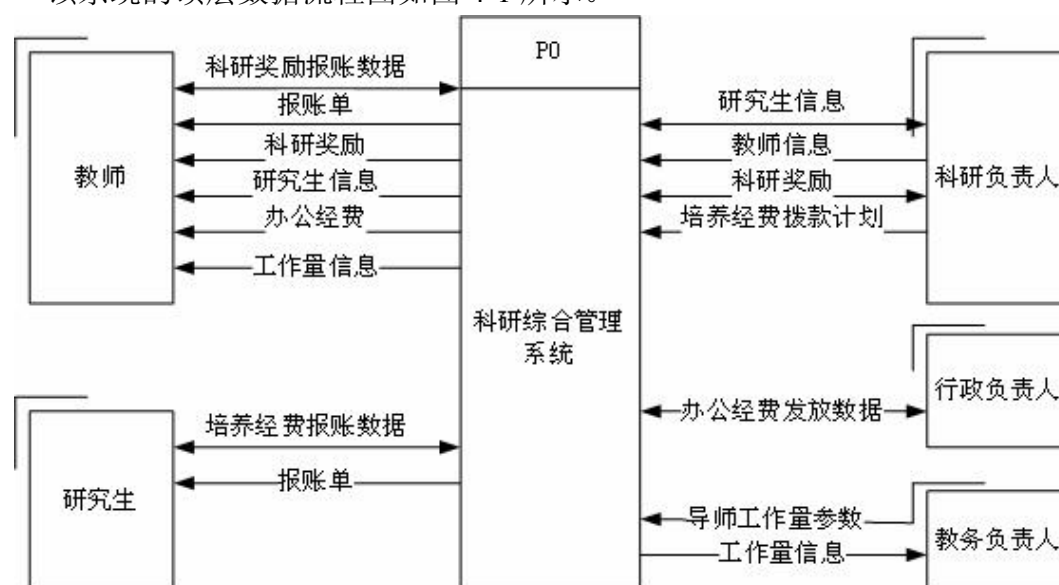 P0
科研综合管理
系统
教师
科研奖励报账数据
报账单
科研奖励
研究生信息
办公经费
工作量信息
研究生
培养经费报账数据
报账单
研究生信息
教师信息
科研奖励
培养经费拨款计划
科研负责人
办公经费发放数据
行政负责人
导师工作量参数
工作量信息
教务负责人